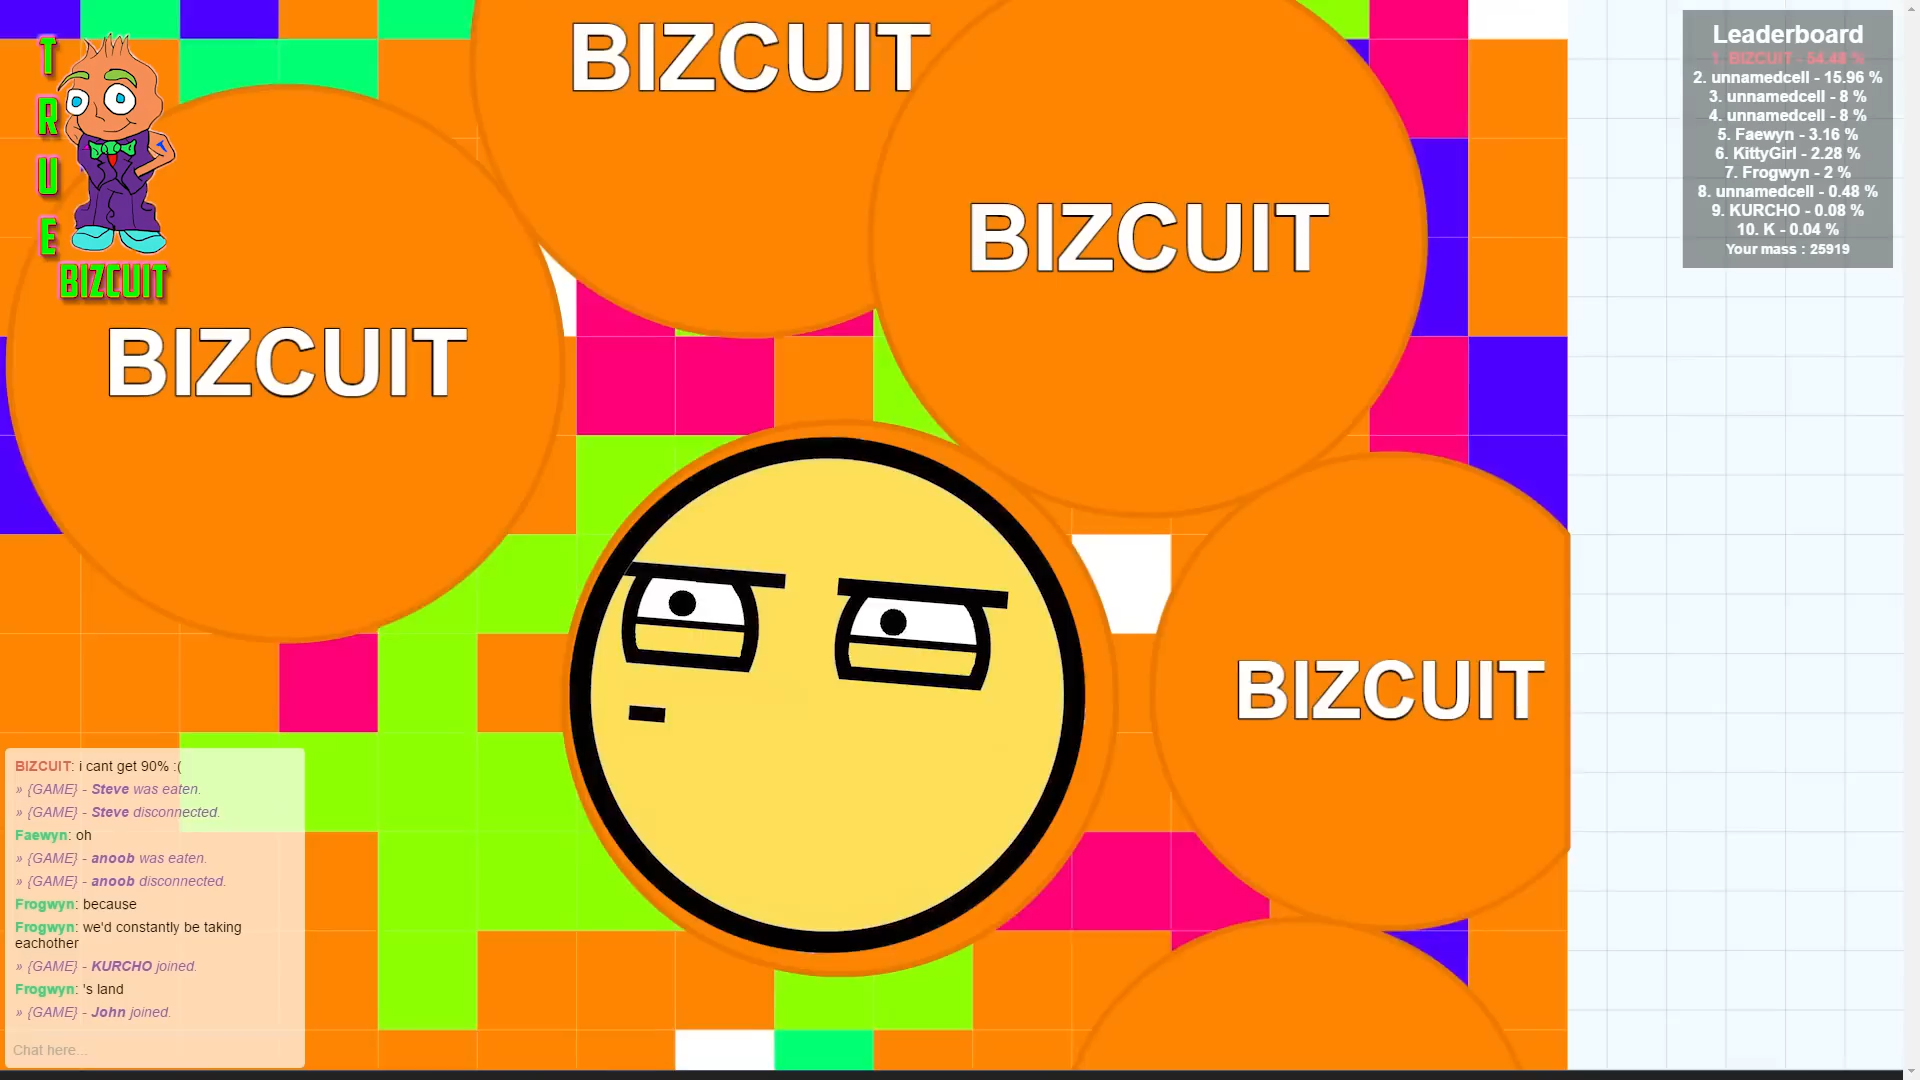 TRUE
BIZCUIT
BIZCUIT
BIZCUIT
BIZCUIT
BIZCUIT
Leaderboard
1. BIZCUIT - 54.48 %
2. unnamedcell - 15.96 %
3. unnamedcell - 8 %
4. unnamedcell - 8 %
5. Faewyn - 3.16 %
6. KittyGirl - 2.28 %
7. Frogwyn - 2 %
8. unnamedcell - 0.48 %
9. KURCHO - 0.08 %
10. K - 0.04 %
Your mass : 25919
BIZCUIT: i cant get 90% :(
» {GAME} - Steve was eaten.
» {GAME} - Steve disconnected.
Faewyn: oh
» {GAME} - anoob was eaten.
» {GAME} - anoob disconnected.
Frogwyn: because
Frogwyn: we'd constantly be taking
eachother
» {GAME} - KURCHO joined.
Frogwyn: 's land
» {GAME} - John joined.
Chat here...